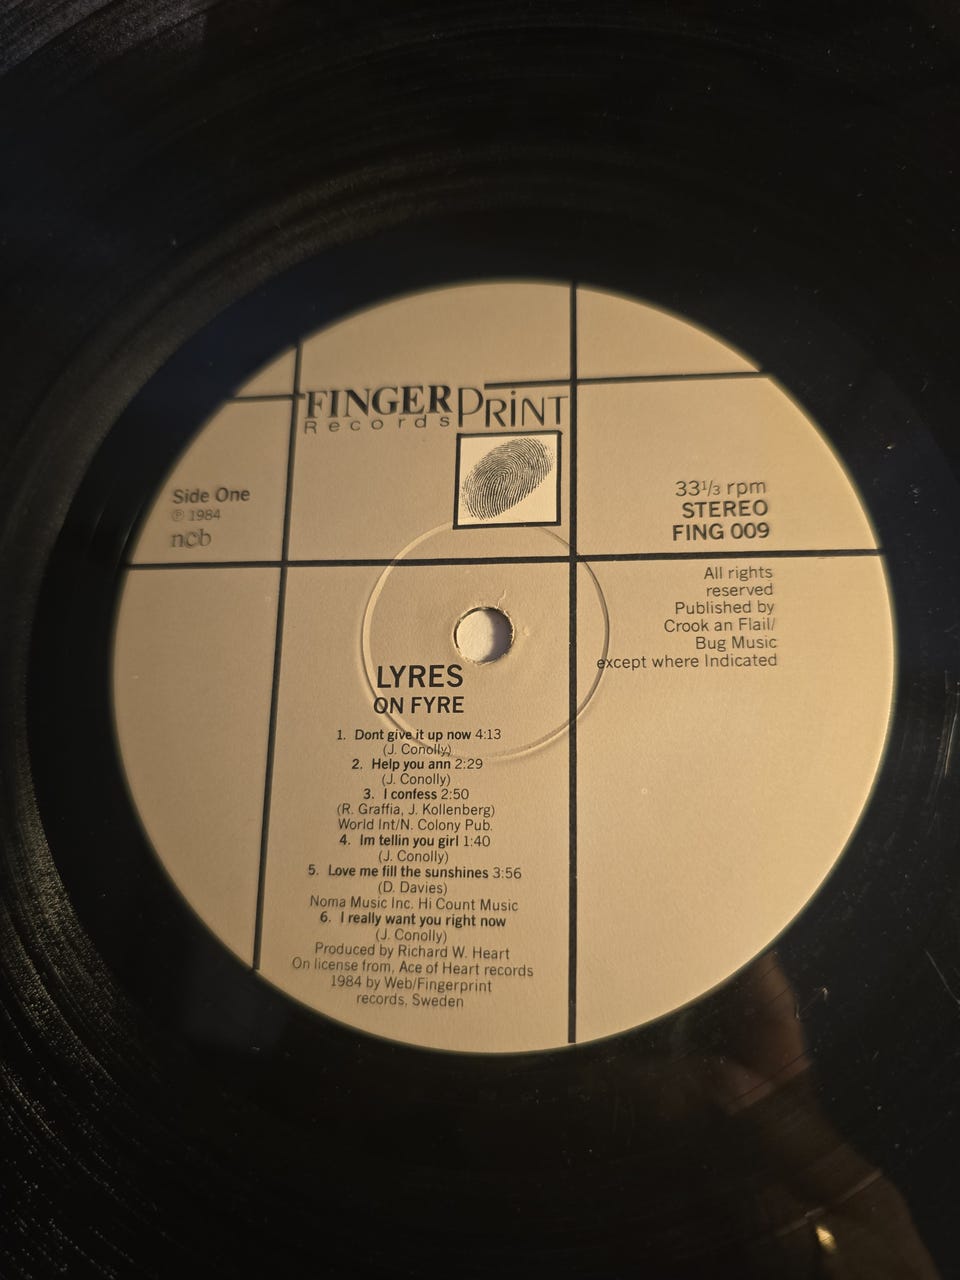 FINGERPRiNT
Records
Side One
℗ 1984
ncb
33 1/3 rpm
STEREO
FING 009
All rights
reserved
Published by
Crook an Flail/
Bug Music
except where Indicated
LYRES
ON FYRE
1. Dont give it up now 4:13
(J. Conolly)
2. Help you ann 2:29
(J. Conolly)
3. I confess 2:50
(R. Graffia, J. Kollenberg)
World Int/N. Colony Pub.
4. Im tellin you girl 1:40
(J. Conolly)
5. Love me fill the sunshines 3:56
(D. Davies)
Noma Music Inc. Hi Count Music
6. I really want you right now
(J. Conolly)
Produced by Richard W. Heart
On license from, Ace of Heart records
1984 by Web/Fingerprint
records, Sweden